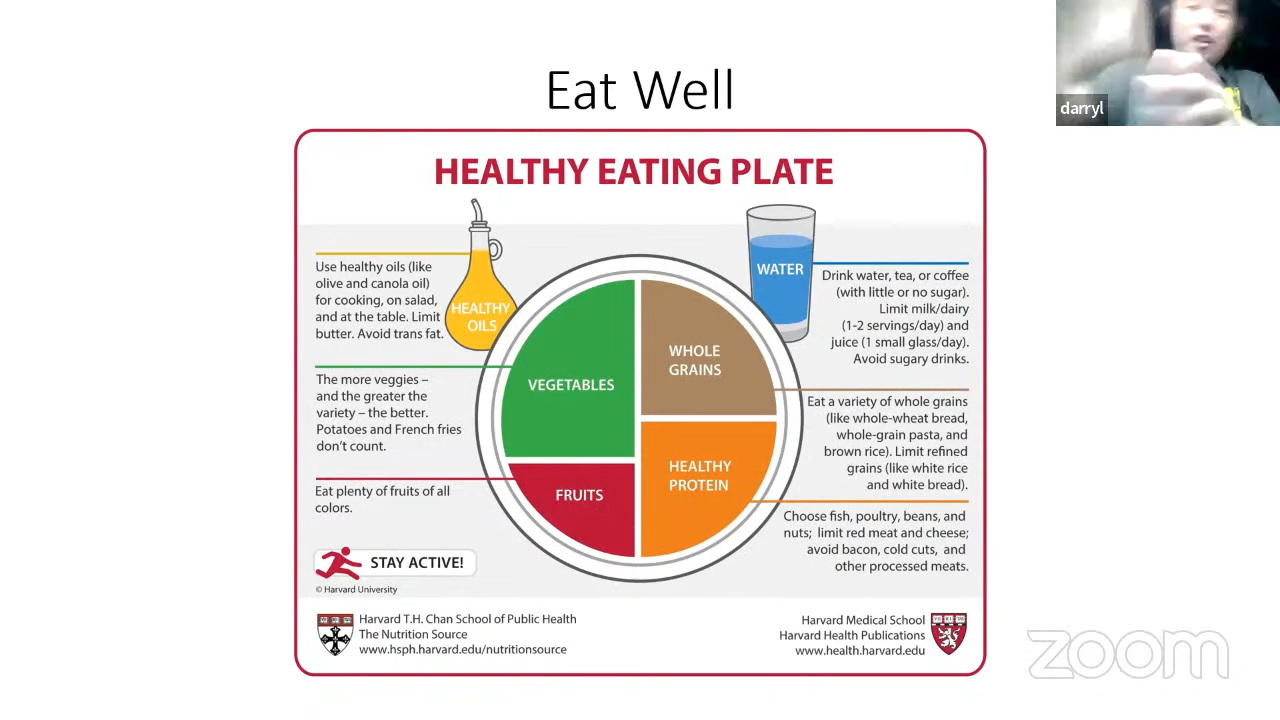 Eat Well
darryl
HEALTHY EATING PLATE
Use healthy oils (like
olive and canola oil)
for cooking, on salad,
and at the table. Limit
butter. Avoid trans fat.
HEALTHY
OILS
WATER
Drink water, tea, or coffee
(with little or no sugar).
Limit milk/dairy
(1-2 servings/day) and
juice (1 small glass/day).
Avoid sugary drinks.
The more veggies –
and the greater the
variety – the better.
Potatoes and French fries
don’t count.
VEGETABLES
WHOLE
GRAINS
Eat a variety of whole grains
(like whole-wheat bread,
whole-grain pasta, and
brown rice). Limit refined
grains (like white rice
and white bread).
Eat plenty of fruits of all
colors.
FRUITS
HEALTHY
PROTEIN
Choose fish, poultry, beans, and
nuts; limit red meat and cheese;
avoid bacon, cold cuts, and
other processed meats.
STAY ACTIVE!
© Harvard University
Harvard T.H. Chan School of Public Health
The Nutrition Source
www.hsph.harvard.edu/nutritionsource
Harvard Medical School
Harvard Health Publications
www.health.harvard.edu
zoom